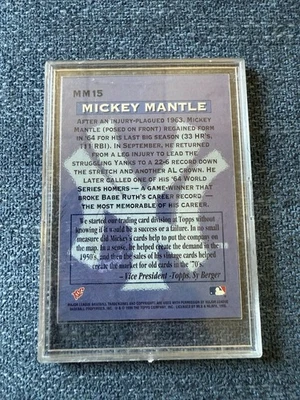 MM15
MICKEY MANTLE
AFTER AN INJURY-PLAGUED 1963, MICKEY
MANTLE (POSED ON FRONT) REGAINED FORM
IN '64 FOR HIS LAST BIG SEASON (33 HR'S,
111 RBI). IN SEPTEMBER, HE RETURNED
FROM A LEG INJURY TO LEAD THE
STRUGGLING YANKS TO A 22-6 RECORD DOWN
THE STRETCH AND ANOTHER AL CROWN. HE
LATER CALLED ONE OF HIS '64 WORLD
SERIES HOMERS — A GAME-WINNER THAT
BROKE BABE RUTH'S CAREER RECORD —
THE MOST MEMORABLE OF HIS CAREER.
We started our trading card division at Topps without
knowing if it could be a success or a failure. In no small
measure did Mickey's cards help to put the company on
the map. In a sense, he helped create the demand in the
1950's, and then the sales of his vintage cards helped
create the market for old cards in the '70's.
Vice President -Topps, Sy Berger